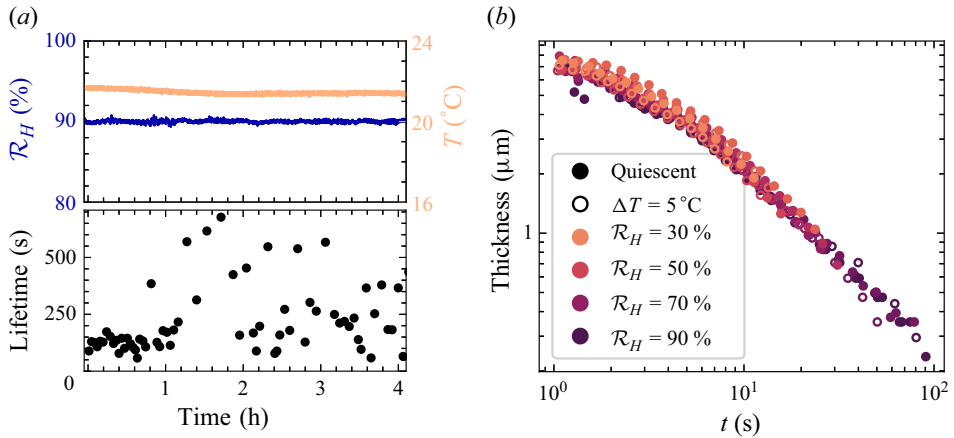 (a)
100
90
80
R_H (%)
24
20
16
T (°C)
500
250
0
Lifetime (s)
0
1
2
3
4
Time (h)
(b)
Thickness (μm)
1
Quiescent
ΔT = 5 °C
R_H = 30 %
R_H = 50 %
R_H = 70 %
R_H = 90 %
10^0
10^1
10^2
t (s)